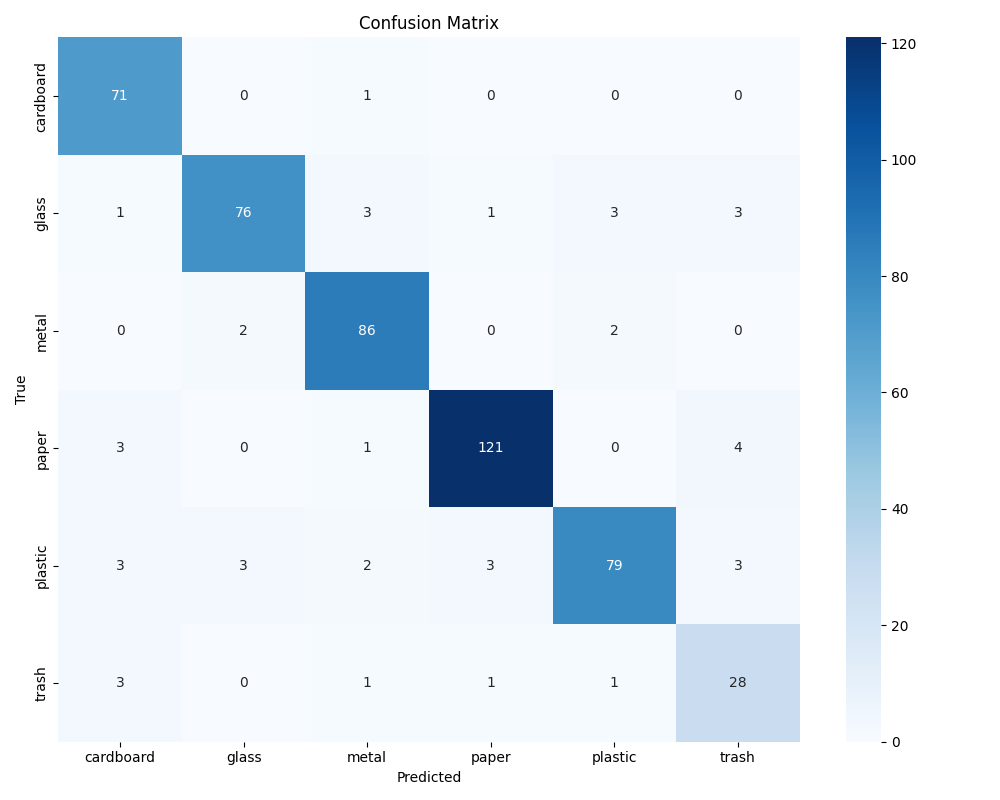 Confusion Matrix
cardboard 71 0 1 0 0 0
glass 1 76 3 1 3 3
metal 0 2 86 0 2 0
paper 3 0 1 121 0 4
plastic 3 3 2 3 79 3
trash 3 0 1 1 1 28
cardboard glass metal paper plastic trash
Predicted
True
120
100
80
60
40
20
0